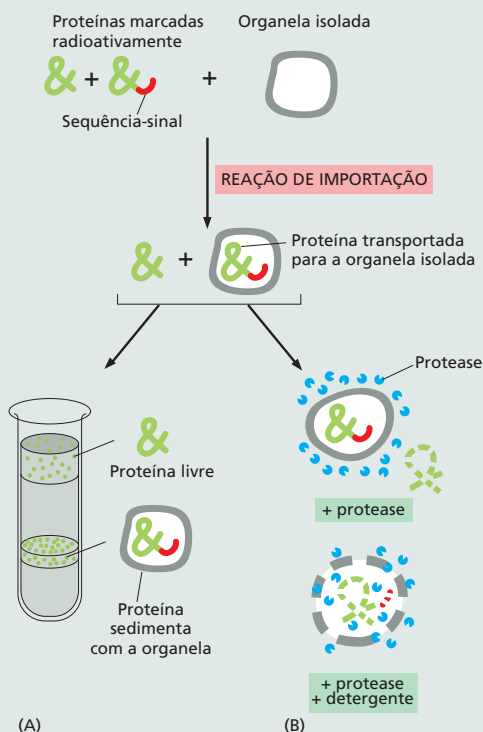 Proteínas marcadas
radioativamente
Organela isolada
&
+
&
+
Sequência-sinal
REAÇÃO DE IMPORTAÇÃO
&
+
&
Proteína transportada
para a organela isolada
Protease
&
&
Proteína livre
+ protease
&
Proteína
sedimenta
com a organela
+ protease
+ detergente
(A)
(B)